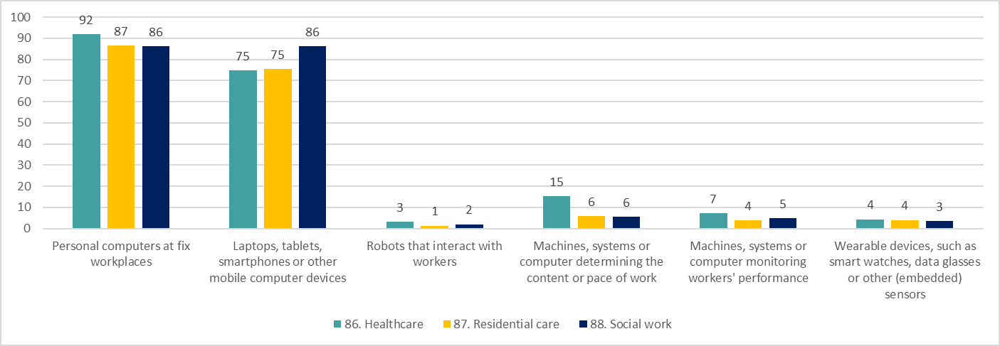 100
90
80
70
60
50
40
30
20
10
0
92
87
86
75
75
86
3
1
2
15
6
6
7
4
5
4
4
3
Personal computers at fix
workplaces
Laptops, tablets,
smartphones or other
mobile computer devices
Robots that interact with
workers
Machines, systems or
computer determining the
content or pace of work
Machines, systems or
computer monitoring
workers' performance
Wearable devices, such as
smart watches, data glasses
or other (embedded)
sensors
86. Healthcare
87. Residential care
88. Social work